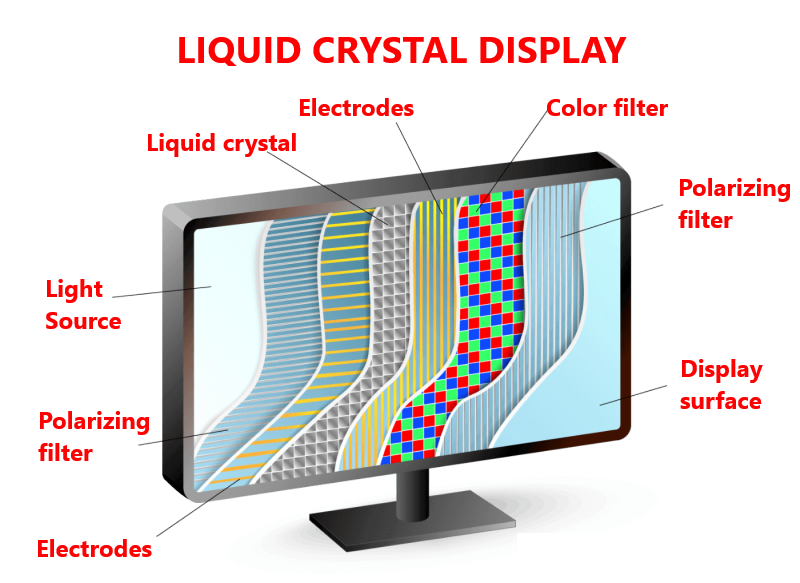 LIQUID CRYSTAL DISPLAY
Electrodes
Color filter
Liquid crystal
Polarizing
filter
Light
Source
Display
surface
Polarizing
filter
Electrodes